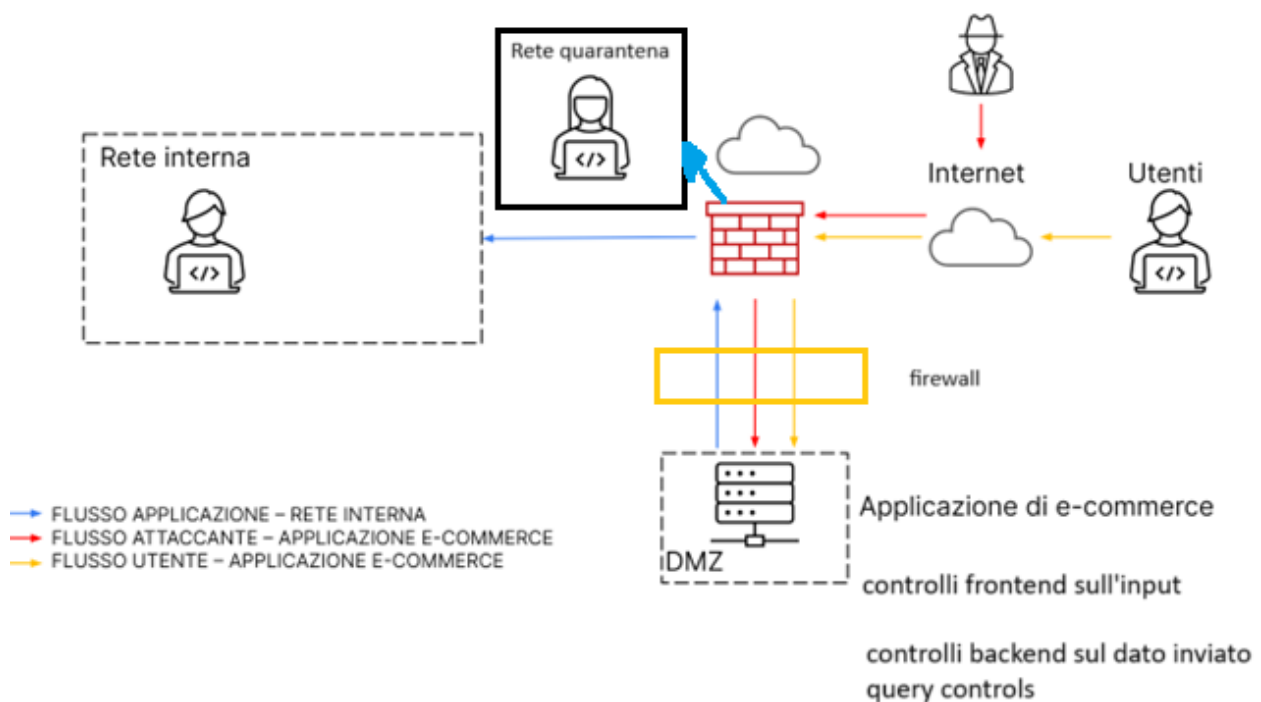 Rete quarantena
Rete interna
Internet
Utenti
</>
</>
</>
firewall
FLUSSO APPLICAZIONE – RETE INTERNA
FLUSSO ATTACCANTE – APPLICAZIONE E-COMMERCE
FLUSSO UTENTE – APPLICAZIONE E-COMMERCE
Applicazione di e-commerce
DMZ
controlli frontend sull'input
controlli backend sul dato inviato
query controls